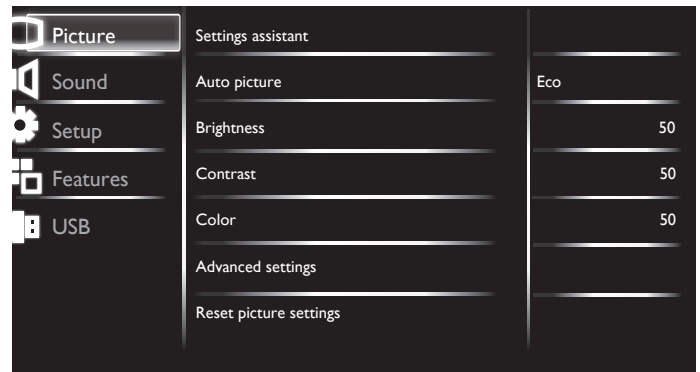 Picture
Sound
Setup
Features
USB
Settings assistant
Auto picture Eco
Brightness 50
Contrast 50
Color 50
Advanced settings
Reset picture settings